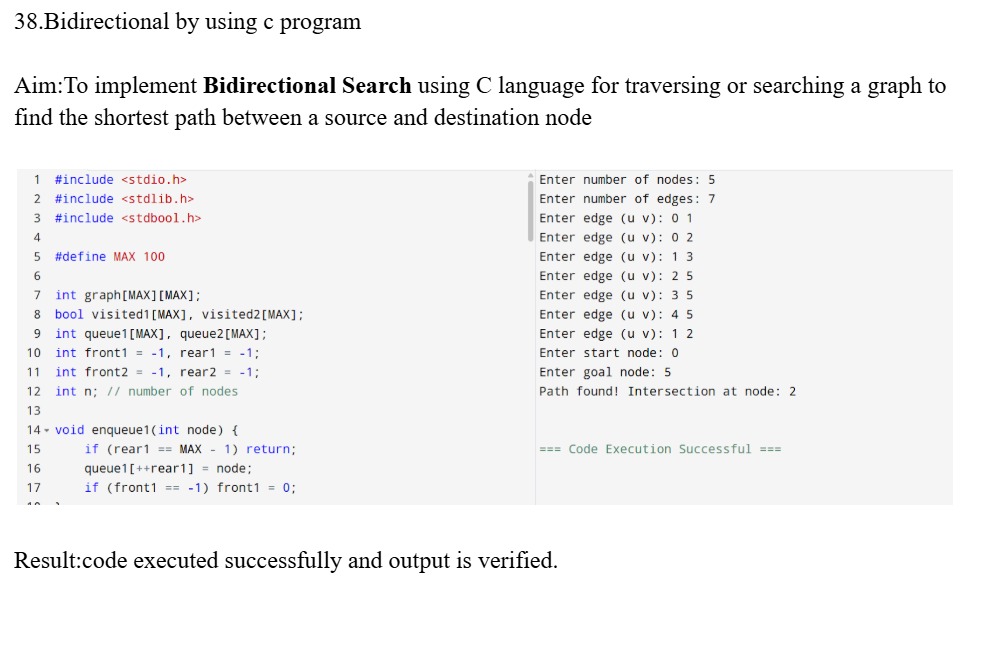 38.Bidirectional by using c program
Aim:To implement Bidirectional Search using C language for traversing or searching a graph to
find the shortest path between a source and destination node
1 #include <stdio.h>
2 #include <stdlib.h>
3 #include <stdbool.h>
4
5 #define MAX 100
6
7 int graph[MAX][MAX];
8 bool visited1[MAX], visited2[MAX];
9 int queue1[MAX], queue2[MAX];
10 int front1 = -1, rear1 = -1;
11 int front2 = -1, rear2 = -1;
12 int n; // number of nodes
13
14 void enqueue1(int node) {
15 if (rear1 == MAX - 1) return;
16 queue1[++rear1] = node;
17 if (front1 == -1) front1 = 0;
Enter number of nodes: 5
Enter number of edges: 7
Enter edge (u v): 0 1
Enter edge (u v): 0 2
Enter edge (u v): 1 3
Enter edge (u v): 2 5
Enter edge (u v): 3 5
Enter edge (u v): 4 5
Enter edge (u v): 1 2
Enter start node: 0
Enter goal node: 5
Path found! Intersection at node: 2
=== Code Execution Successful ===
Result:code executed successfully and output is verified.